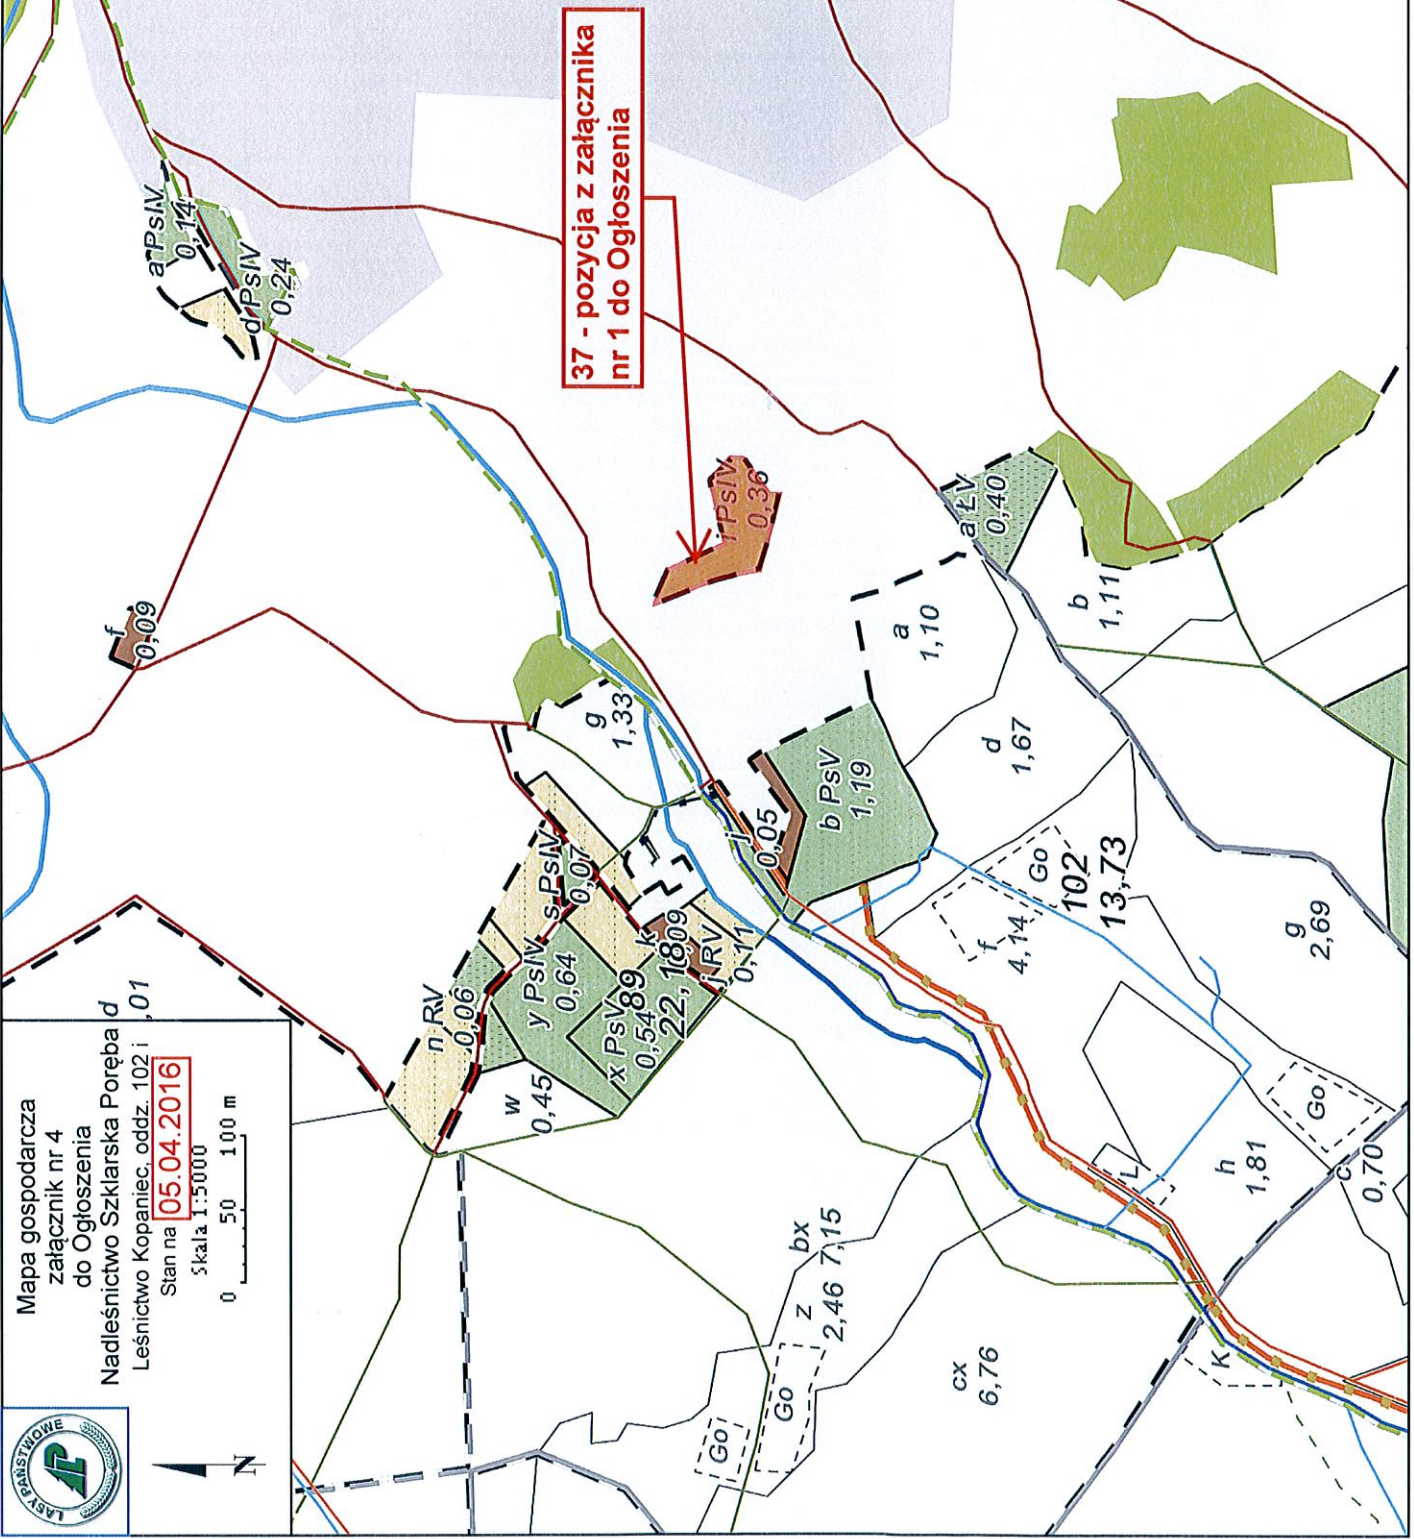 LASY PAŃSTWOWE
Mapa gospodarcza
załącznik nr 4
do Ogłoszenia
Nadleśnictwo Szklarska Poręba
Leśnictwo Kopaniec, oddz. 102 i
Stan na 05.04.2016
Skala 1:5000
0 50 100 m
N
37 - pozycja z załącznika
nr 1 do Ogłoszenia
a PsIV
0,14
d PsIV
0,24
f
0,09
i PsIV
0,36
a ŁV
0,40
b
1,11
a
1,10
d
1,67
g
1,33
j
0,05
b PsV
1,19
s PsIV
0,07
k
0,09
j RV
0,11
n RV
0,06
y PsIV
0,64
x PsV
0,54
89
22,18
w
0,45
d
,01
Go
102
13,73
f
4,14
g
2,69
h
1,81
Go
c
0,70
L
K
bx
7,15
z
2,46
Go
Go
cx
6,76